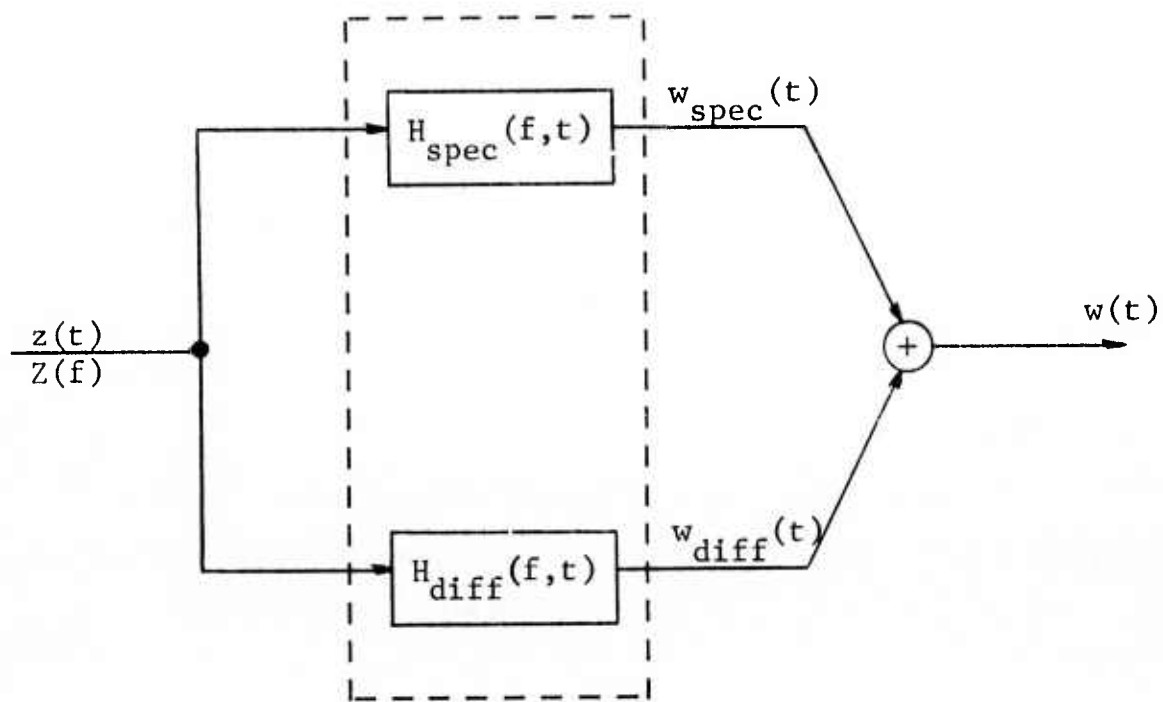 w_spec(t)
H_spec(f,t)
z(t)
Z(f)
+
w(t)
w_diff(t)
H_diff(f,t)